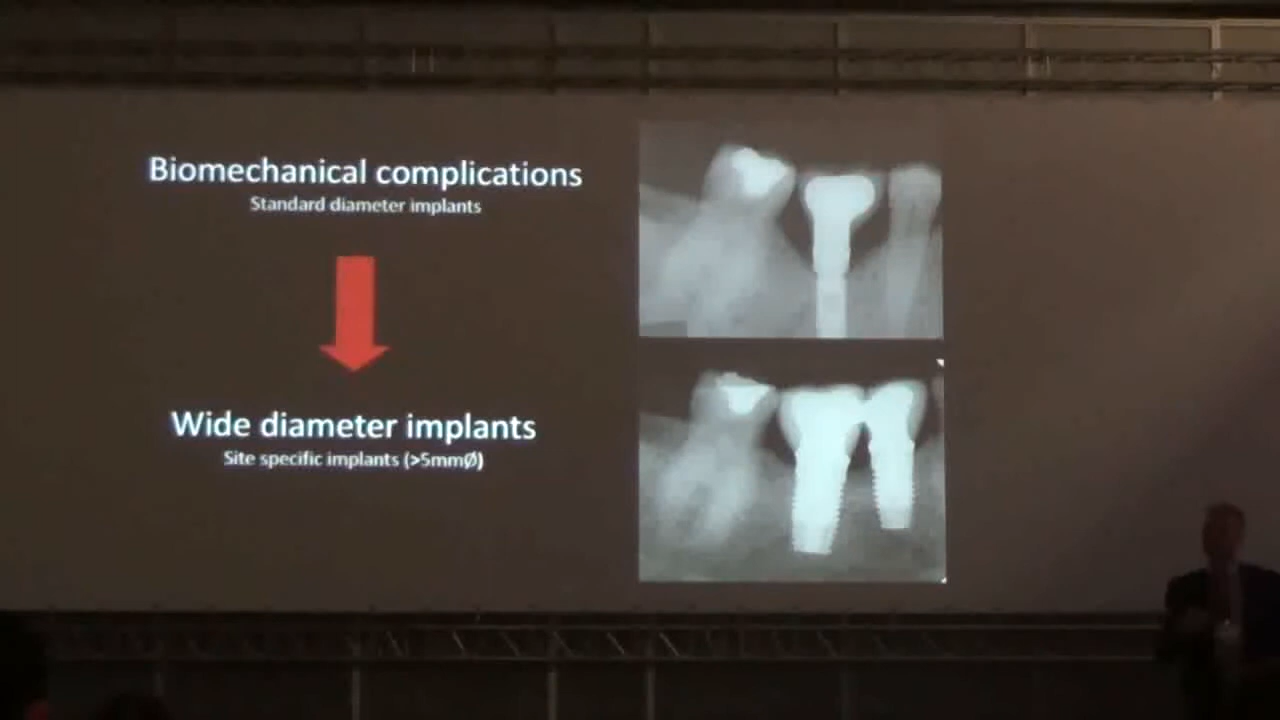 Biomechanical complications
Standard diameter implants
Wide diameter implants
Site specific implants (>5mmØ)